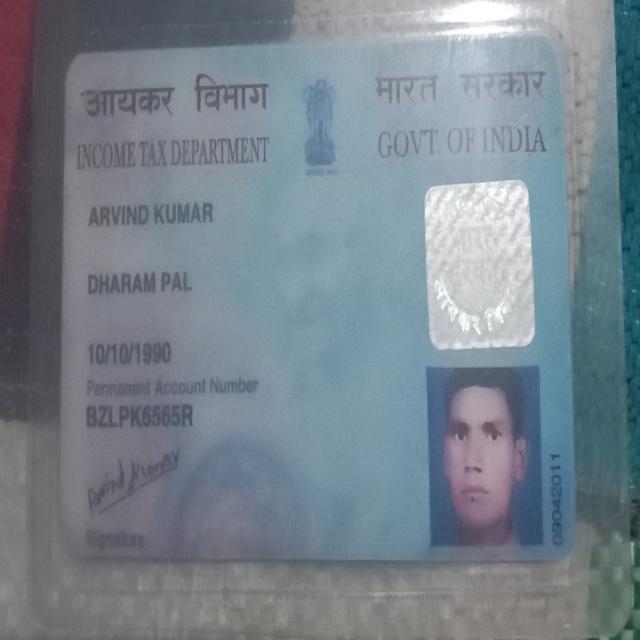 आयकर विभाग
भारत सरकार
INCOME TAX DEPARTMENT
GOVT. OF INDIA
ARVIND KUMAR
DHARAM PAL
10/10/1990
Permanent Account Number
BZLPK6565R
Arvind Kumar
Signature
09042011